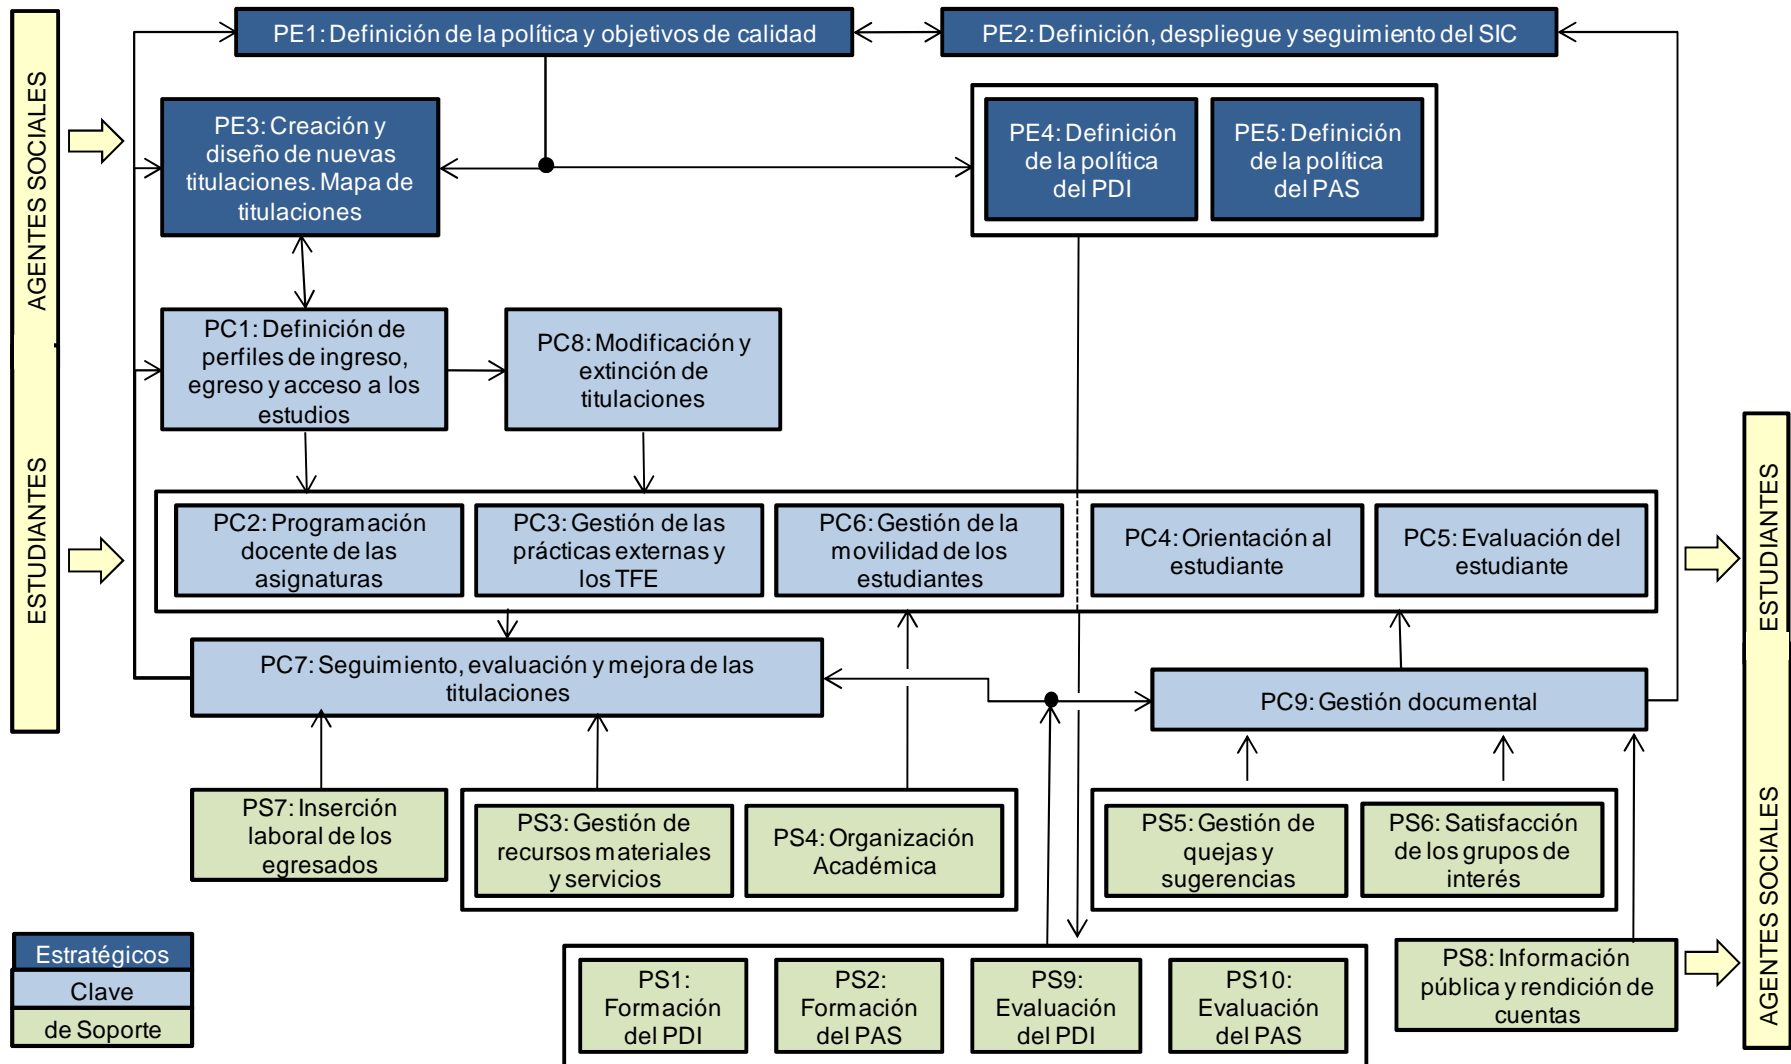 AGENTES SOCIALES
ESTUDIANTES
PE1: Definición de la política y objetivos de calidad
PE2: Definición, despliegue y seguimiento del SIC
PE3: Creación y
diseño de nuevas
titulaciones. Mapa de
titulaciones
PE4: Definición
de la política
del PDI
PE5: Definición
de la política
del PAS
PC1: Definición de
perfiles de ingreso,
egreso y acceso a los
estudios
PC8: Modificación y
extinción de
titulaciones
PC2: Programación
docente de las
asignaturas
PC3: Gestión de las
prácticas externas y
los TFE
PC6: Gestión de la
movilidad de los
estudiantes
PC4: Orientación al
estudiante
PC5: Evaluación del
estudiante
PC7: Seguimiento, evaluación y mejora de las
titulaciones
PC9: Gestión documental
PS7: Inserción
laboral de los
egresados
PS3: Gestión de
recursos materiales
y servicios
PS4: Organización
Académica
PS5: Gestión de
quejas y
sugerencias
PS6: Satisfacción
de los grupos de
interés
PS1:
Formación
del PDI
PS2:
Formación
del PAS
PS9:
Evaluación
del PDI
PS10:
Evaluación
del PAS
PS8: Información
pública y rendición de
cuentas
Estratégicos
Clave
de Soporte
ESTUDIANTES
AGENTES SOCIALES